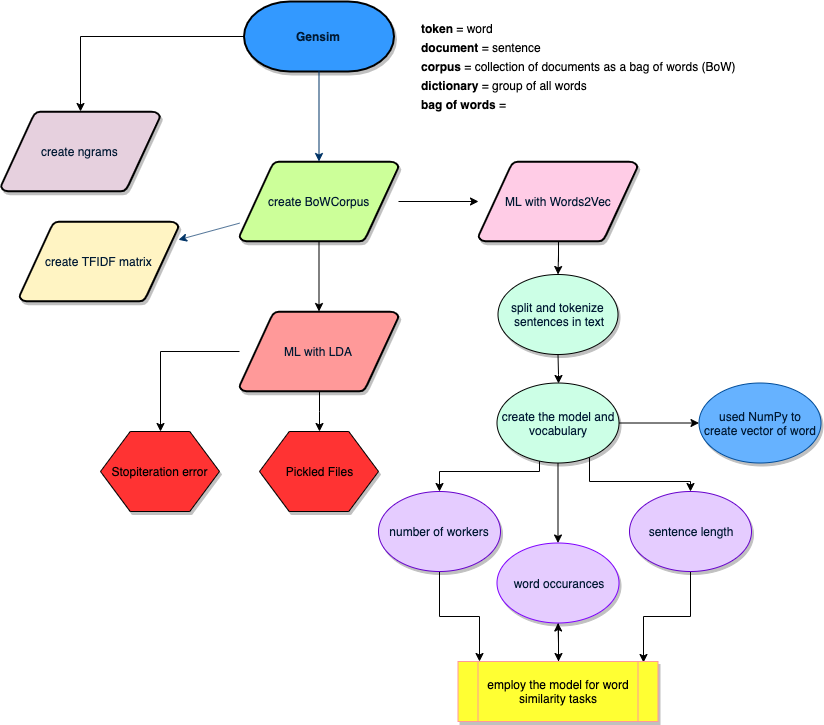 Gensim
token = word
document = sentence
corpus = collection of documents as a bag of words (BoW)
dictionary = group of all words
bag of words =
create ngrams
create BoWCorpus
ML with Words2Vec
create TFIDF matrix
split and tokenize
sentences in text
ML with LDA
create the model and
vocabulary
used NumPy to
create vector of word
Stopiteration error
Pickled Files
number of workers
sentence length
word occurances
employ the model for word
similarity tasks